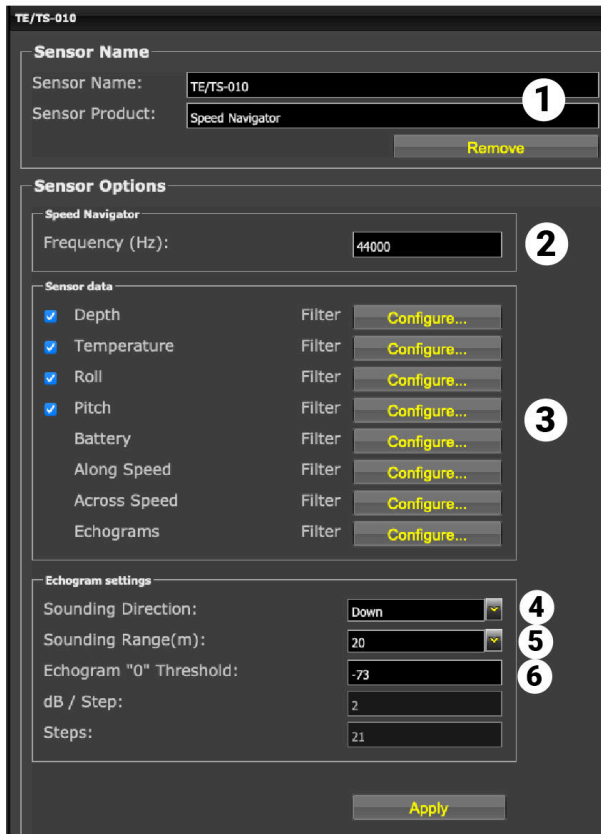 TE/TS-010
Sensor Name
Sensor Name: TE/TS-010
Sensor Product: Speed Navigator
1
Remove
Sensor Options
Speed Navigator
Frequency (Hz): 44000 2
Sensor data
Depth Filter Configure...
Temperature Filter Configure...
Roll Filter Configure...
Pitch Filter Configure...
3
Battery Filter Configure...
Along Speed Filter Configure...
Across Speed Filter Configure...
Echograms Filter Configure...
Echogram settings
Sounding Direction: Down 4
Sounding Range(m): 20 5
Echogram "0" Threshold: -73 6
dB / Step: 2
Steps: 21
Apply